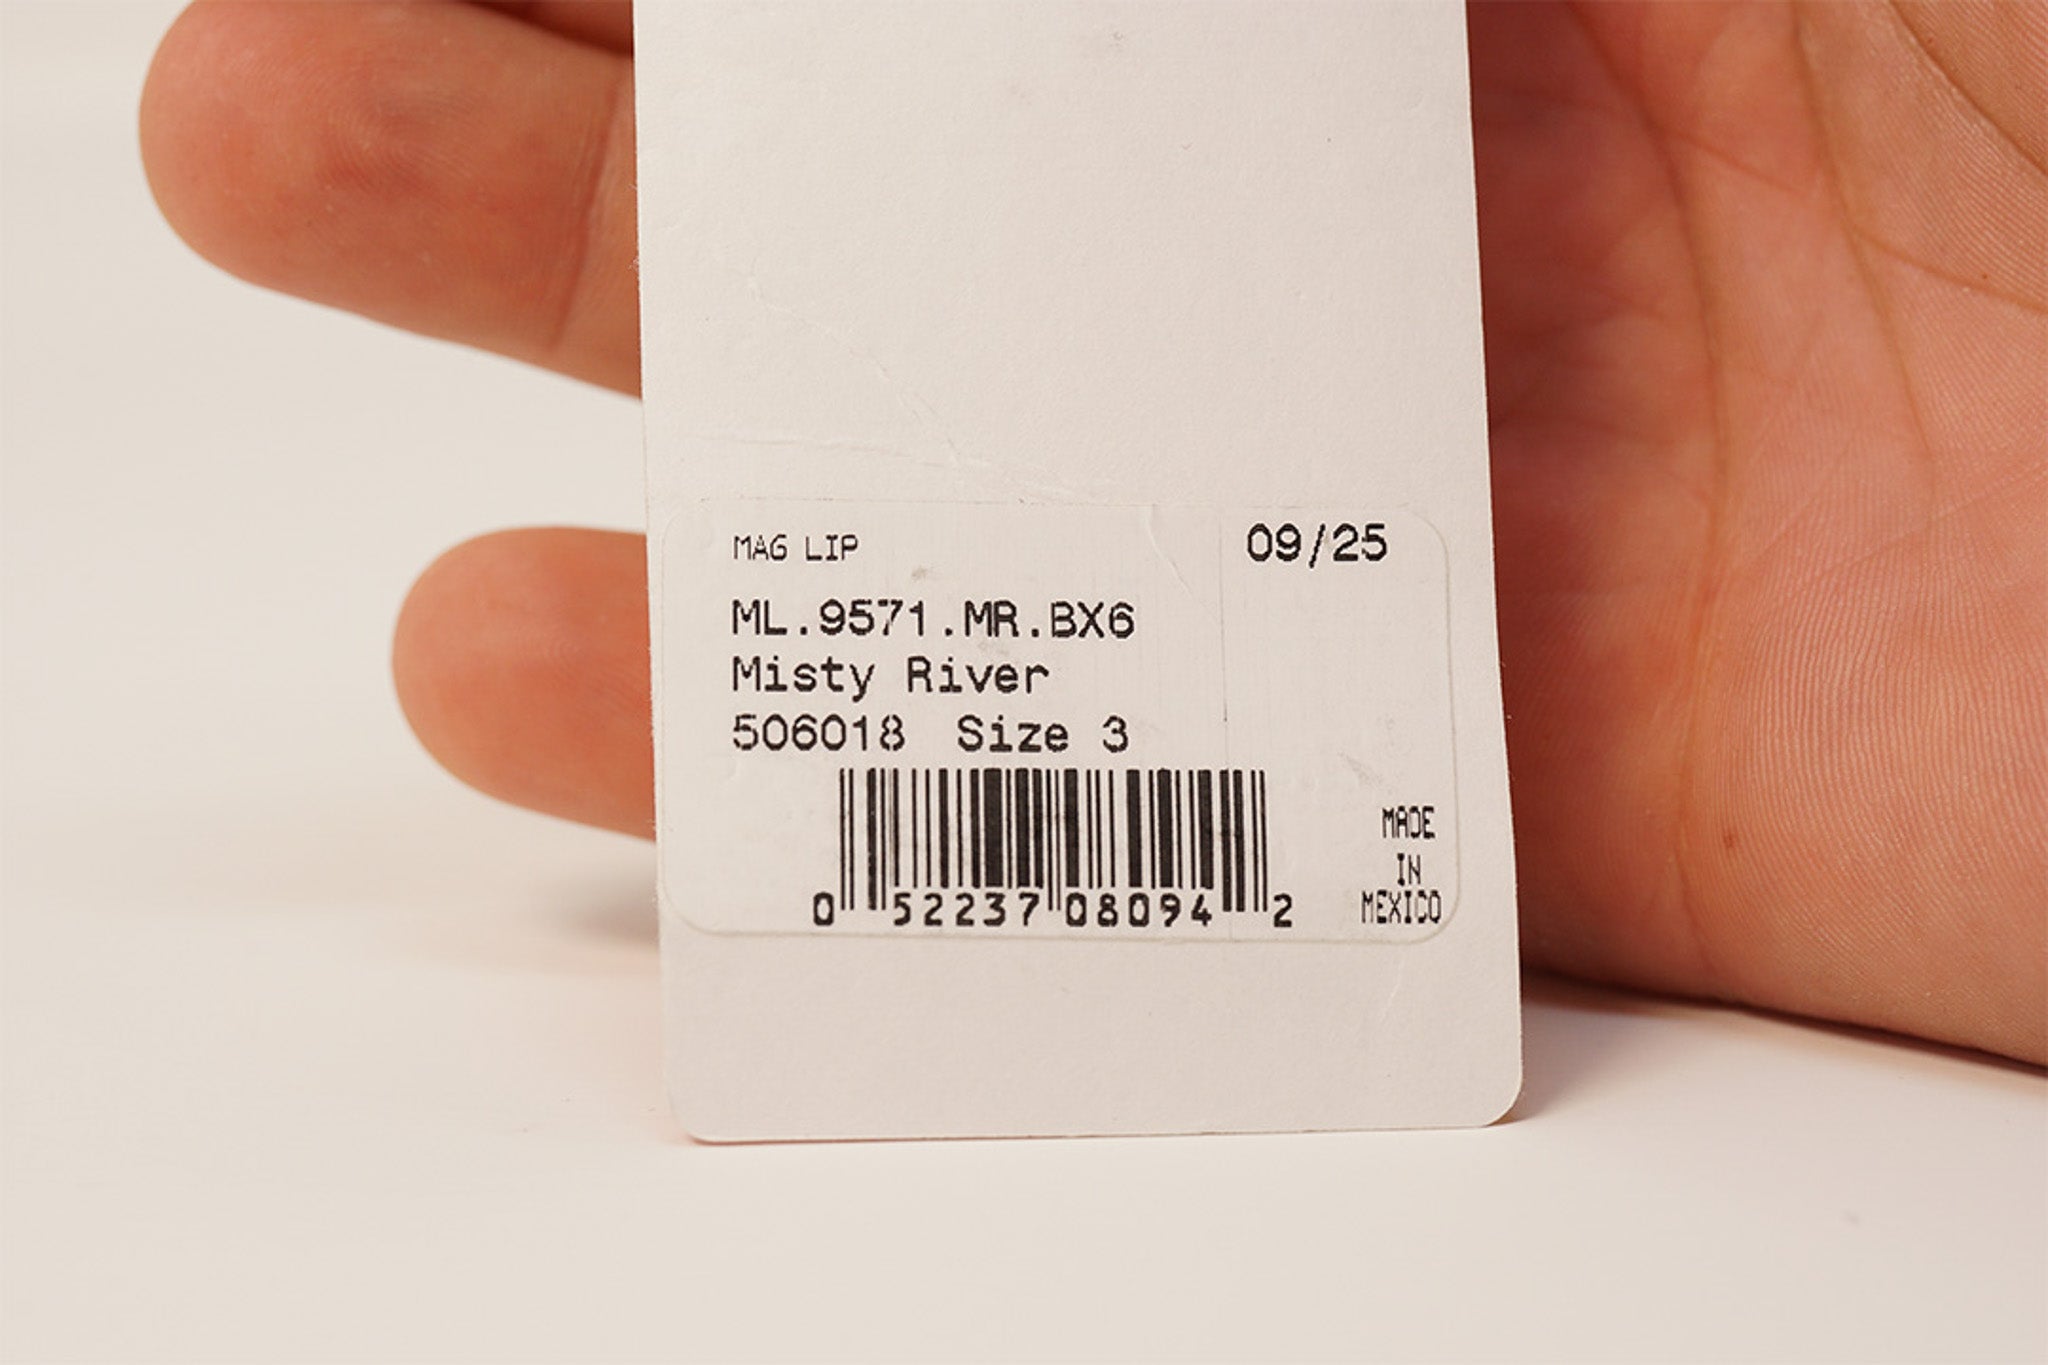 MAG LIP 09/25
ML.9571.MR.BX6
Misty River
506018 Size 3
0 52237 08094 2
MADE
IN
MEXICO